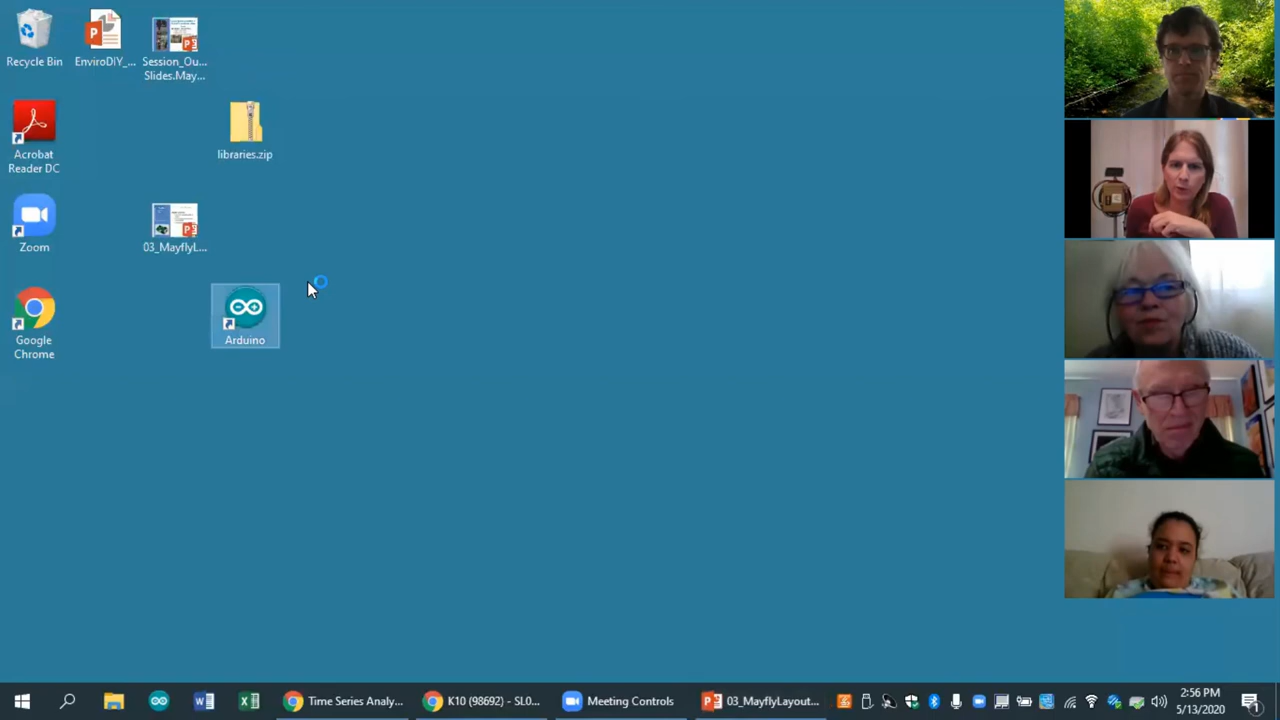 Recycle Bin
EnviroDIY_...
Session_Ou...
Slides.May...
Acrobat
Reader DC
libraries.zip
Zoom
03_MayflyL...
Google
Chrome
Arduino
Time Series Analy...
K10 (98692) - SL0...
Meeting Controls
03_MayflyLayout...
2:56 PM
5/13/2020